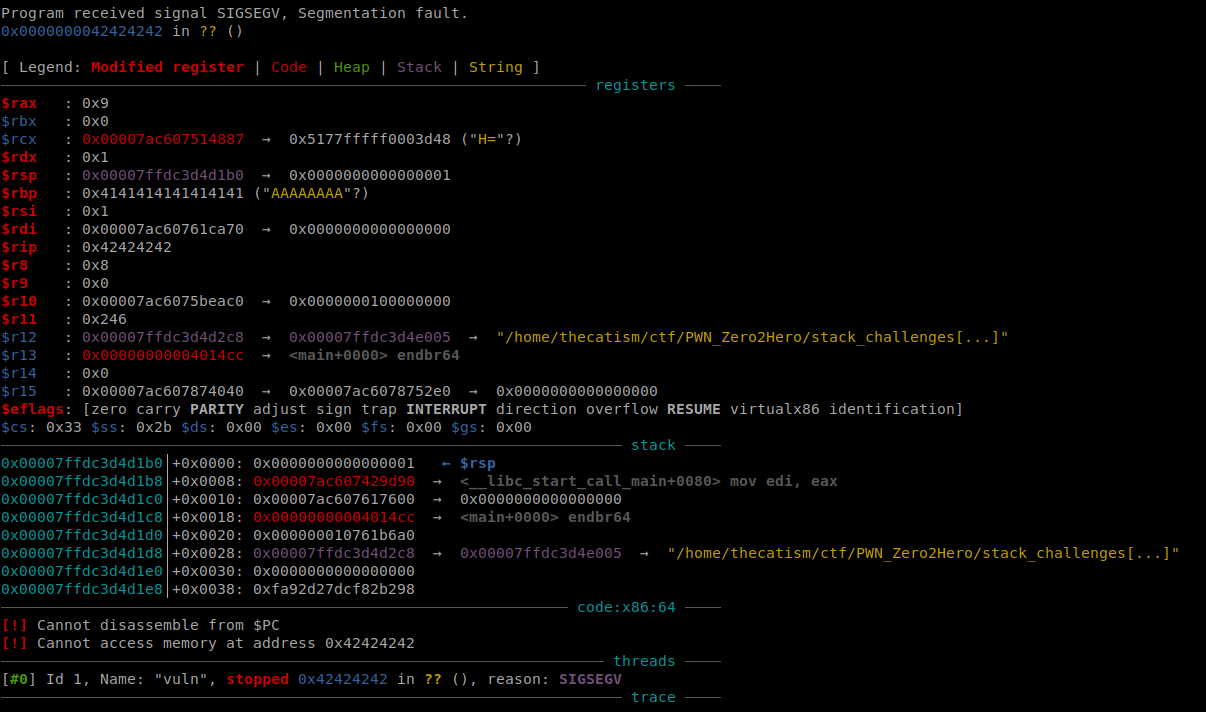 Program received signal SIGSEGV, Segmentation fault.
0x0000000042424242 in ?? ()
[ Legend: Modified register | Code | Heap | Stack | String ]
registers
$rax   : 0x9
$rbx   : 0x0
$rcx   : 0x00007ac607514887  →  0x5177fffff0003d48 ("H="?)
$rdx   : 0x1
$rsp   : 0x00007ffdc3d4d1b0  →  0x0000000000000001
$rbp   : 0x4141414141414141 ("AAAAAAAA"?)
$rsi   : 0x1
$rdi   : 0x00007ac60761ca70  →  0x0000000000000000
$rip   : 0x42424242
$r8    : 0x8
$r9    : 0x0
$r10   : 0x00007ac6075beac0  →  0x0000000100000000
$r11   : 0x246
$r12   : 0x00007ffdc3d4d2c8  →  0x00007ffdc3d4e005  →  "/home/thecatism/ctf/PWN_Zero2Hero/stack_challenges[...]"
$r13   : 0x00000000004014cc  →  <main+0000> endbr64
$r14   : 0x0
$r15   : 0x00007ac607874040  →  0x00007ac6078752e0  →  0x0000000000000000
$eflags: [zero carry PARITY adjust sign trap INTERRUPT direction overflow RESUME virtualx86 identification]
$cs: 0x33 $ss: 0x2b $ds: 0x00 $es: 0x00 $fs: 0x00 $gs: 0x00
stack
0x00007ffdc3d4d1b0│+0x0000: 0x0000000000000001   ← $rsp
0x00007ffdc3d4d1b8│+0x0008: 0x00007ac607429d90  →  <__libc_start_call_main+0080> mov edi, eax
0x00007ffdc3d4d1c0│+0x0010: 0x00007ac607617600  →  0x0000000000000000
0x00007ffdc3d4d1c8│+0x0018: 0x00000000004014cc  →  <main+0000> endbr64
0x00007ffdc3d4d1d0│+0x0020: 0x000000010761b6a0
0x00007ffdc3d4d1d8│+0x0028: 0x00007ffdc3d4d2c8  →  0x00007ffdc3d4e005  →  "/home/thecatism/ctf/PWN_Zero2Hero/stack_challenges[...]"
0x00007ffdc3d4d1e0│+0x0030: 0x0000000000000000
0x00007ffdc3d4d1e8│+0x0038: 0xfa92d27dcf82b298
code:x86:64
[!] Cannot disassemble from $PC
[!] Cannot access memory at address 0x42424242
threads
[#0] Id 1, Name: "vuln", stopped 0x42424242 in ?? (), reason: SIGSEGV
trace